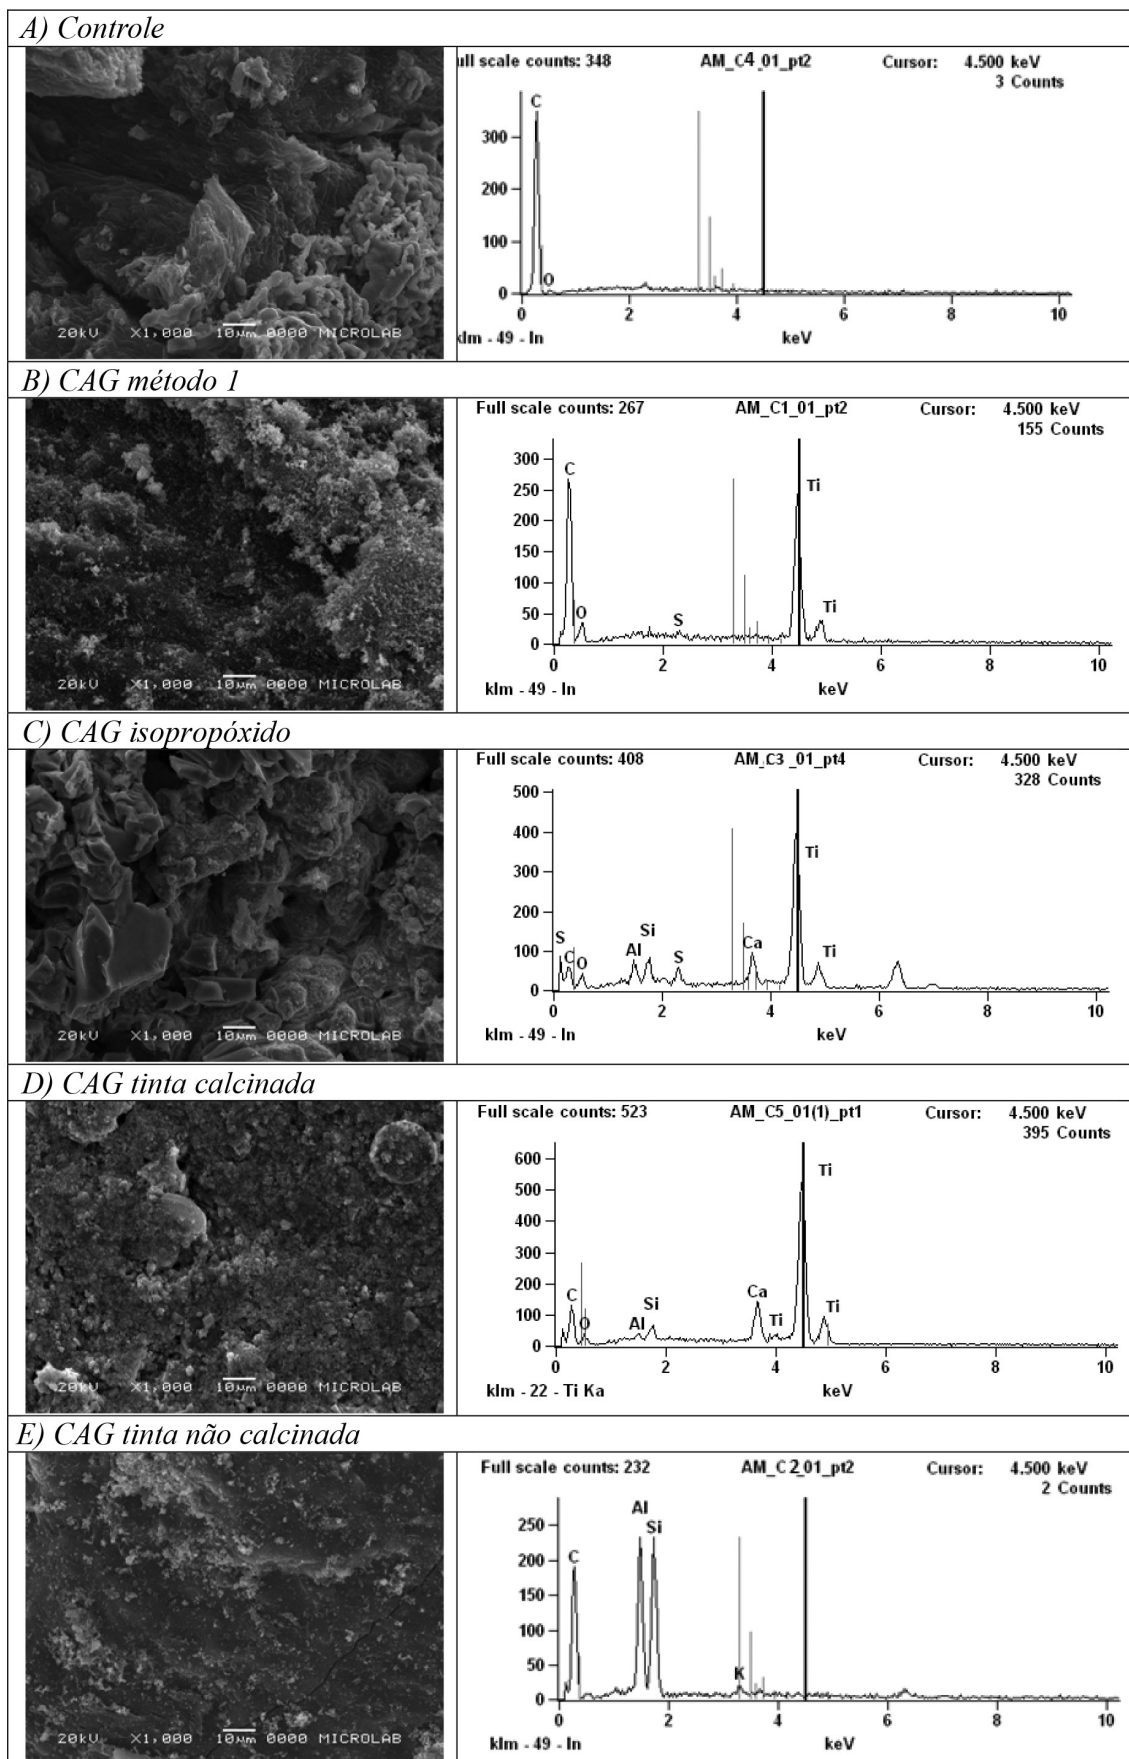 A) Controle
ull scale counts: 348 AM_C4_01_pt2 Cursor: 4.500 keV
3 Counts
C
300
200
100
O
0
0 2 4 6 8 10
klm - 49 - In keV
20kU X1,000 10µm 0000 MICROLAB
B) CAG método 1
Full scale counts: 267 AM_C1_01_pt2 Cursor: 4.500 keV
155 Counts
300
C
Ti
250
200
150
100
Ti
50
O S
0
0 2 4 6 8 10
klm - 49 - In keV
20kU X1,000 10µm 0000 MICROLAB
C) CAG isopropóxido
Full scale counts: 408 AM_C3_01_pt4 Cursor: 4.500 keV
328 Counts
500
400
Ti
300
200
Si
S Al Ca Ti
100
C O S
0
0 2 4 6 8 10
klm - 49 - In keV
20kU X1,000 10µm 0000 MICROLAB
D) CAG tinta calcinada
Full scale counts: 523 AM_C5_01(1)_pt1 Cursor: 4.500 keV
395 Counts
600
Ti
500
400
300
200
C Si Ca Ti
100
O Al Ti
0
0 2 4 6 8 10
klm - 22 - Ti Ka keV
20kU X1,000 10µm 0000 MICROLAB
E) CAG tinta não calcinada
Full scale counts: 232 AM_C2_01_pt2 Cursor: 4.500 keV
2 Counts
Al
250
Si
C
200
150
100
50
K
0
0 2 4 6 8 10
klm - 49 - In keV
20kU X1,000 10µm 0000 MICROLAB